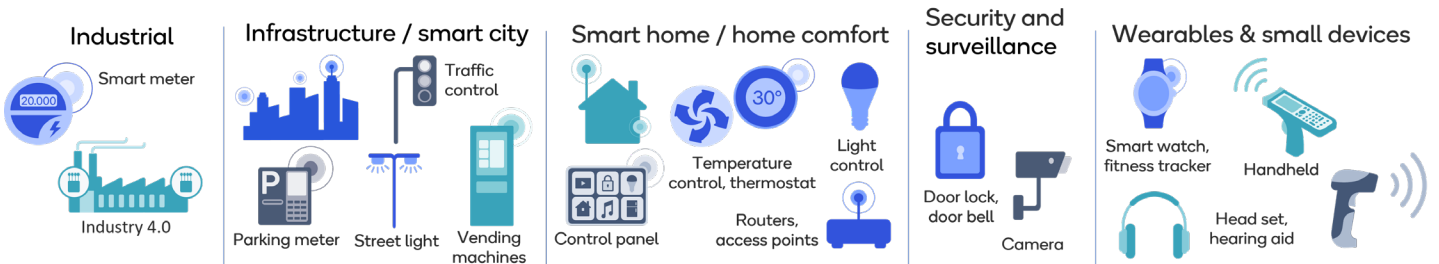 Industrial
Smart meter
20.000
Industry 4.0
Infrastructure / smart city
Traffic
control
P
Parking meter
Street light
Vending
machines
Smart home / home comfort
30°
Temperature
control, thermostat
Light
control
Control panel
Routers,
access points
Security and
surveillance
Door lock,
door bell
Camera
Wearables & small devices
Smart watch,
fitness tracker
Handheld
Head set,
hearing aid